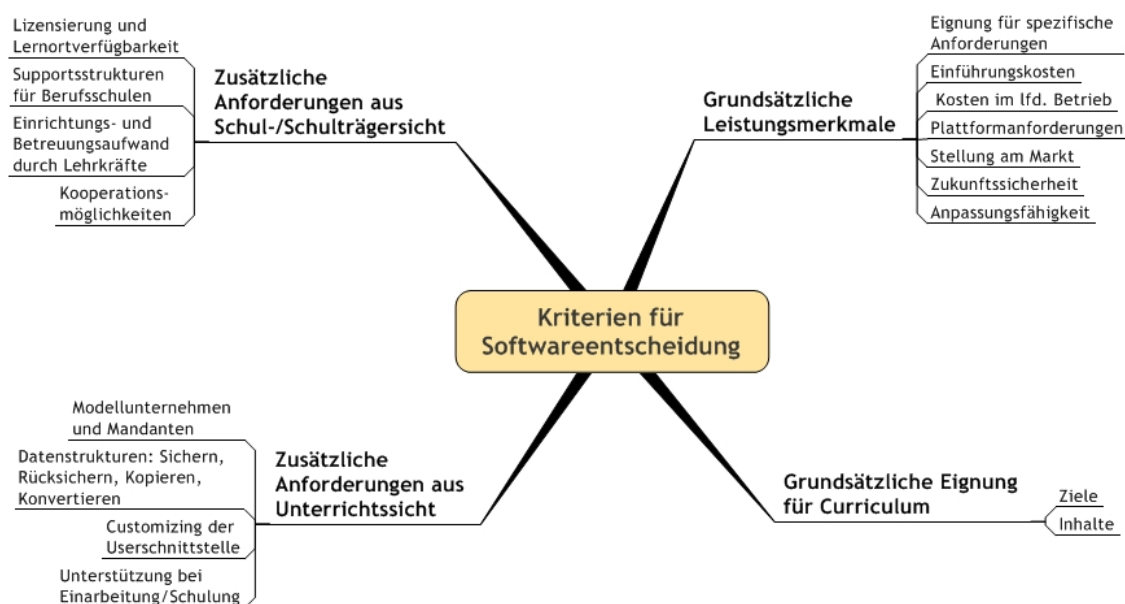 Lizensierung und
Lernortverfügbarkeit
Supportsstrukturen
für Berufsschulen
Einrichtungs- und
Betreuungsaufwand
durch Lehrkräfte
Kooperations-
möglichkeiten
Zusätzliche
Anforderungen aus
Schul-/Schulträgersicht
Grundsätzliche
Leistungsmerkmale
Eignung für spezifische
Anforderungen
Einführungskosten
Kosten im lfd. Betrieb
Plattformanforderungen
Stellung am Markt
Zukunftssicherheit
Anpassungsfähigkeit
Kriterien für
Softwareentscheidung
Modellunternehmen
und Mandanten
Datenstrukturen: Sichern,
Rücksichern, Kopieren,
Konvertieren
Customizing der
Userschnittstelle
Unterstützung bei
Einarbeitung/Schulung
Zusätzliche
Anforderungen aus
Unterrichtssicht
Grundsätzliche Eignung
für Curriculum
Ziele
Inhalte